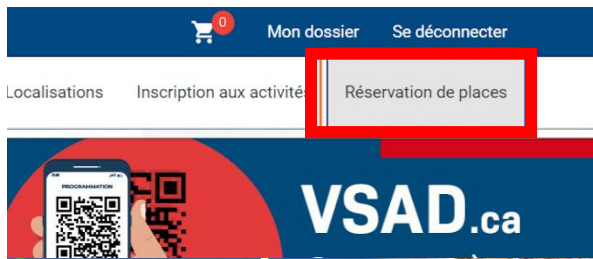 0 Mon dossier Se déconnecter
Localisations Inscription aux activités Réservation de places
PROGRAMMATION
VSAD.ca